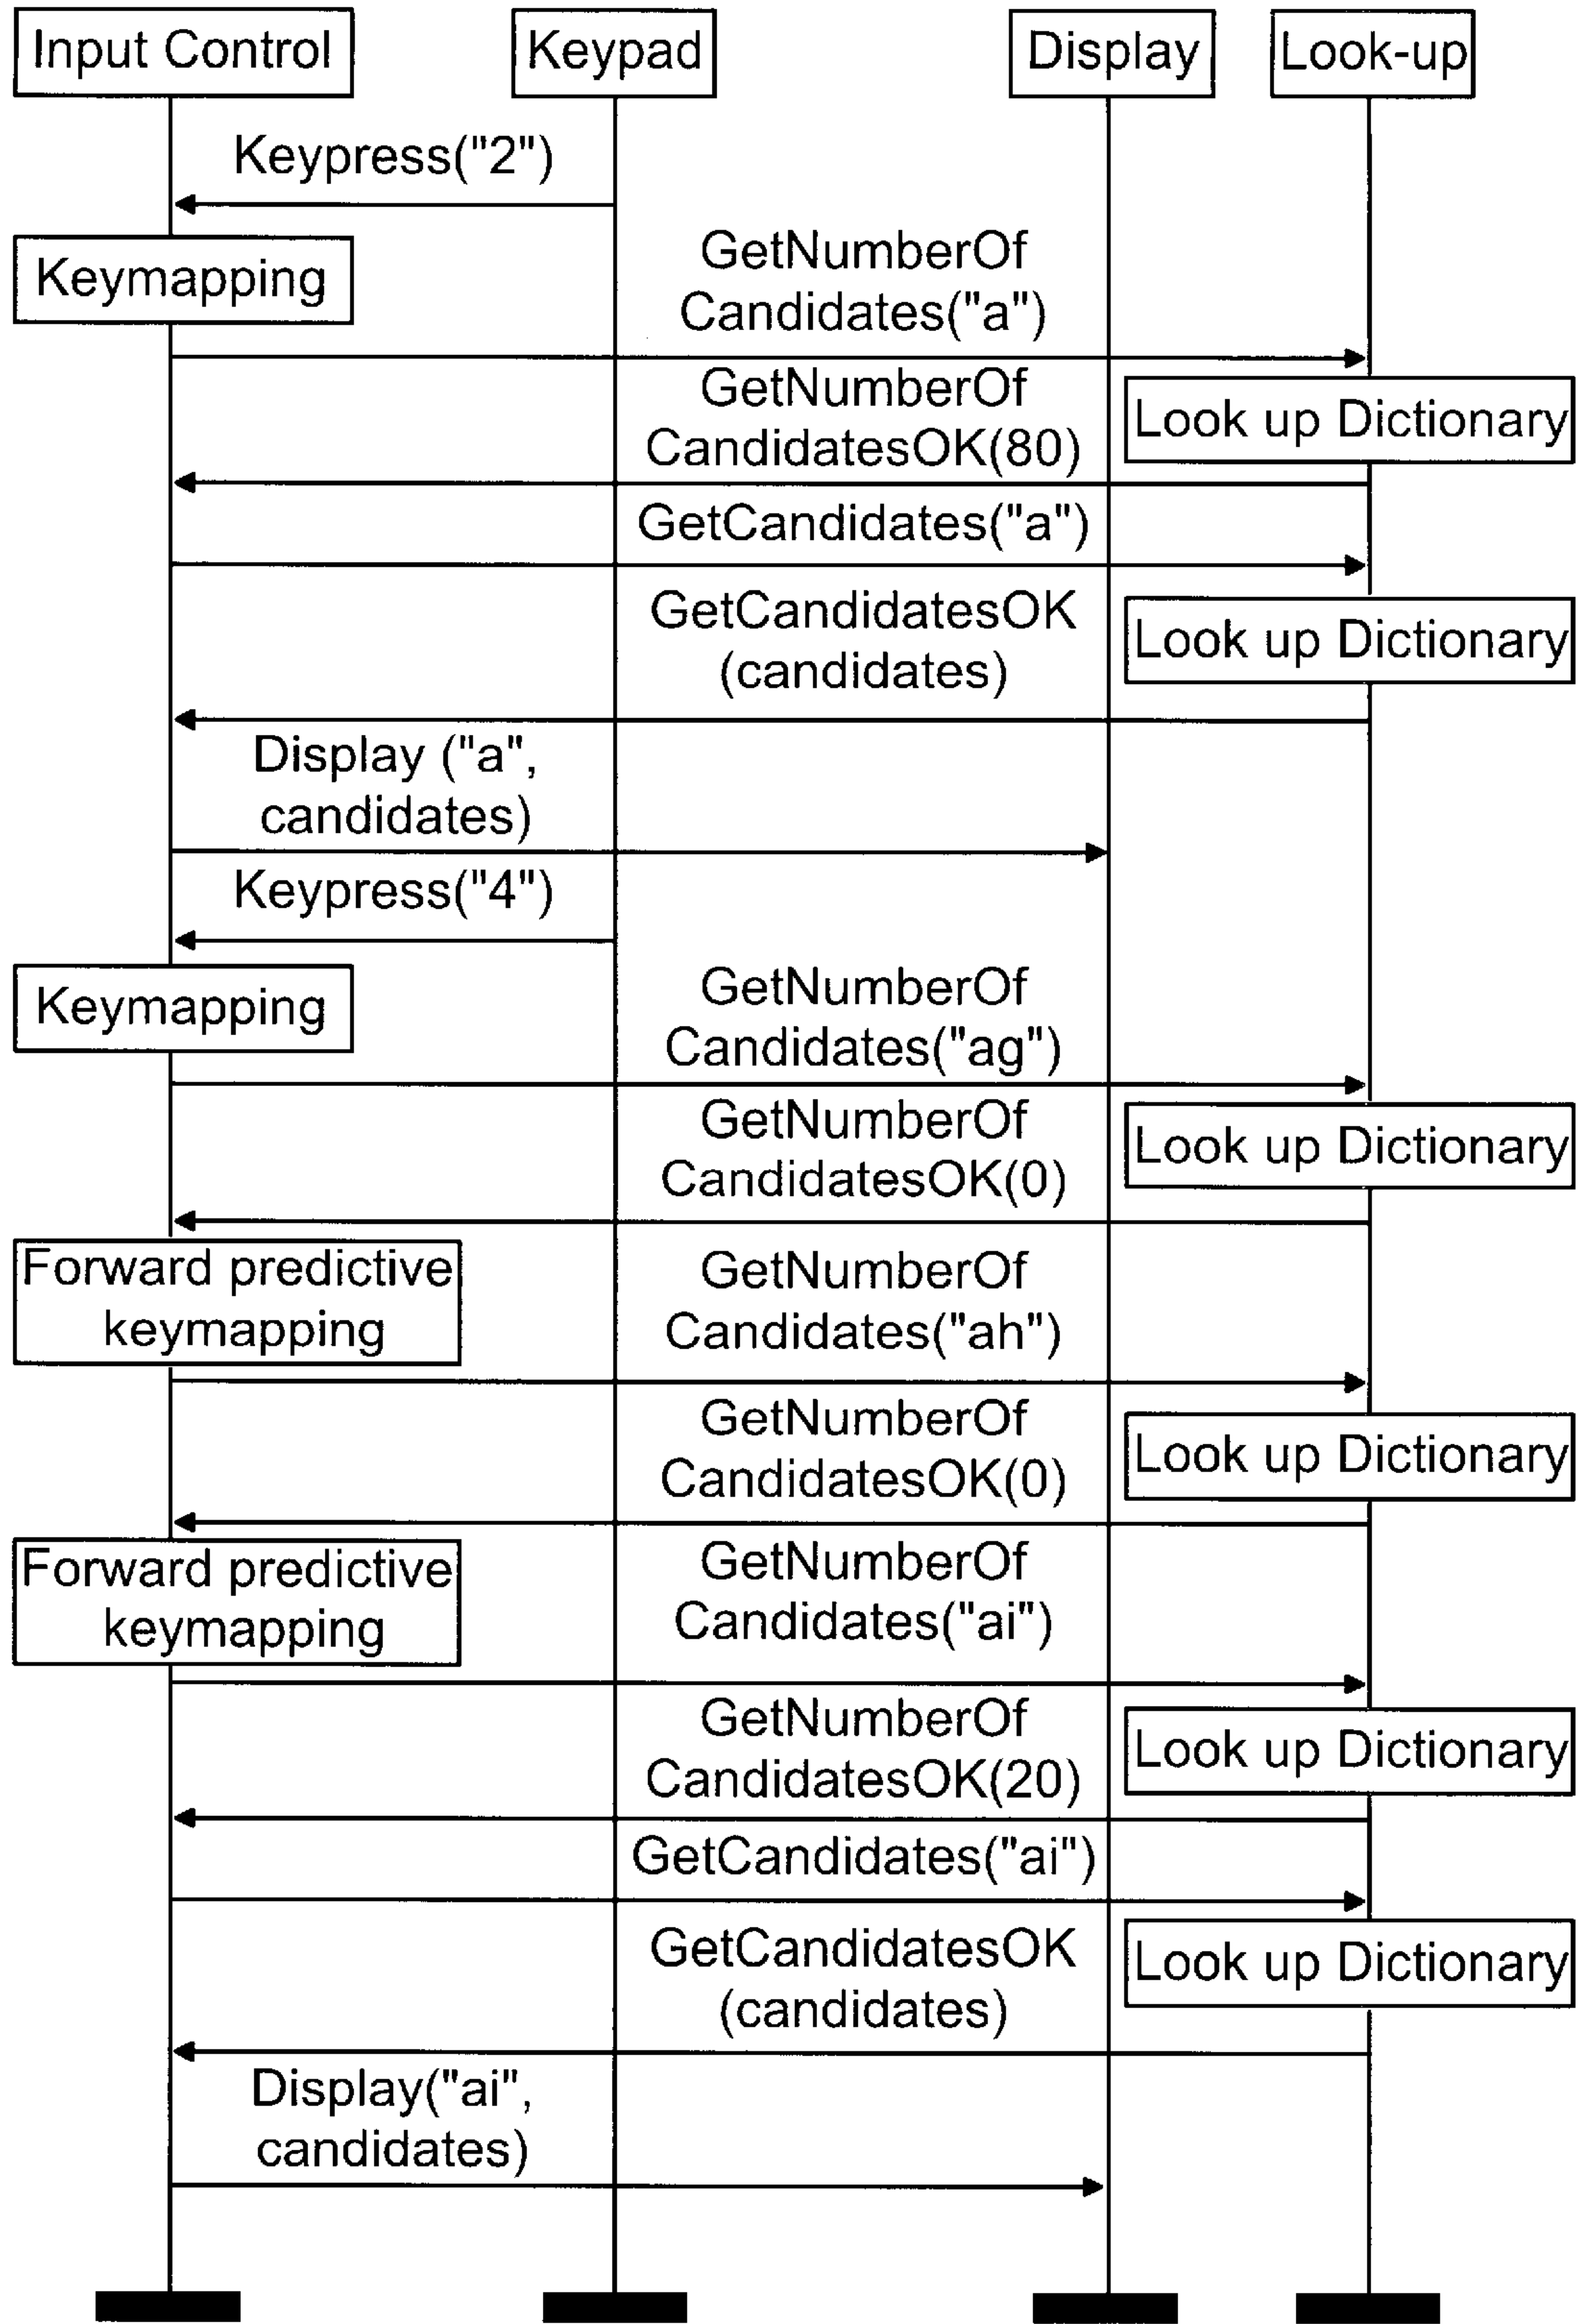 Input Control
Keypad
Display
Look-up
Keypress("2")
Keymapping
GetNumberOf
Candidates("a")
GetNumberOf
CandidatesOK(80)
Look up Dictionary
GetCandidates("a")
GetCandidatesOK
(candidates)
Look up Dictionary
Display ("a",
candidates)
Keypress("4")
Keymapping
GetNumberOf
Candidates("ag")
GetNumberOf
CandidatesOK(0)
Look up Dictionary
Forward predictive
keymapping
GetNumberOf
Candidates("ah")
GetNumberOf
CandidatesOK(0)
Look up Dictionary
Forward predictive
keymapping
GetNumberOf
Candidates("ai")
GetNumberOf
CandidatesOK(20)
Look up Dictionary
GetCandidates("ai")
GetCandidatesOK
(candidates)
Look up Dictionary
Display("ai",
candidates)